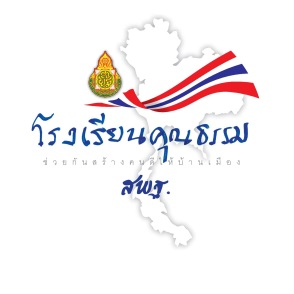 โรงเรียนคุณธรรม
ช่วยกันสร้างคนดีให้บ้านเมือง
สพฐ.